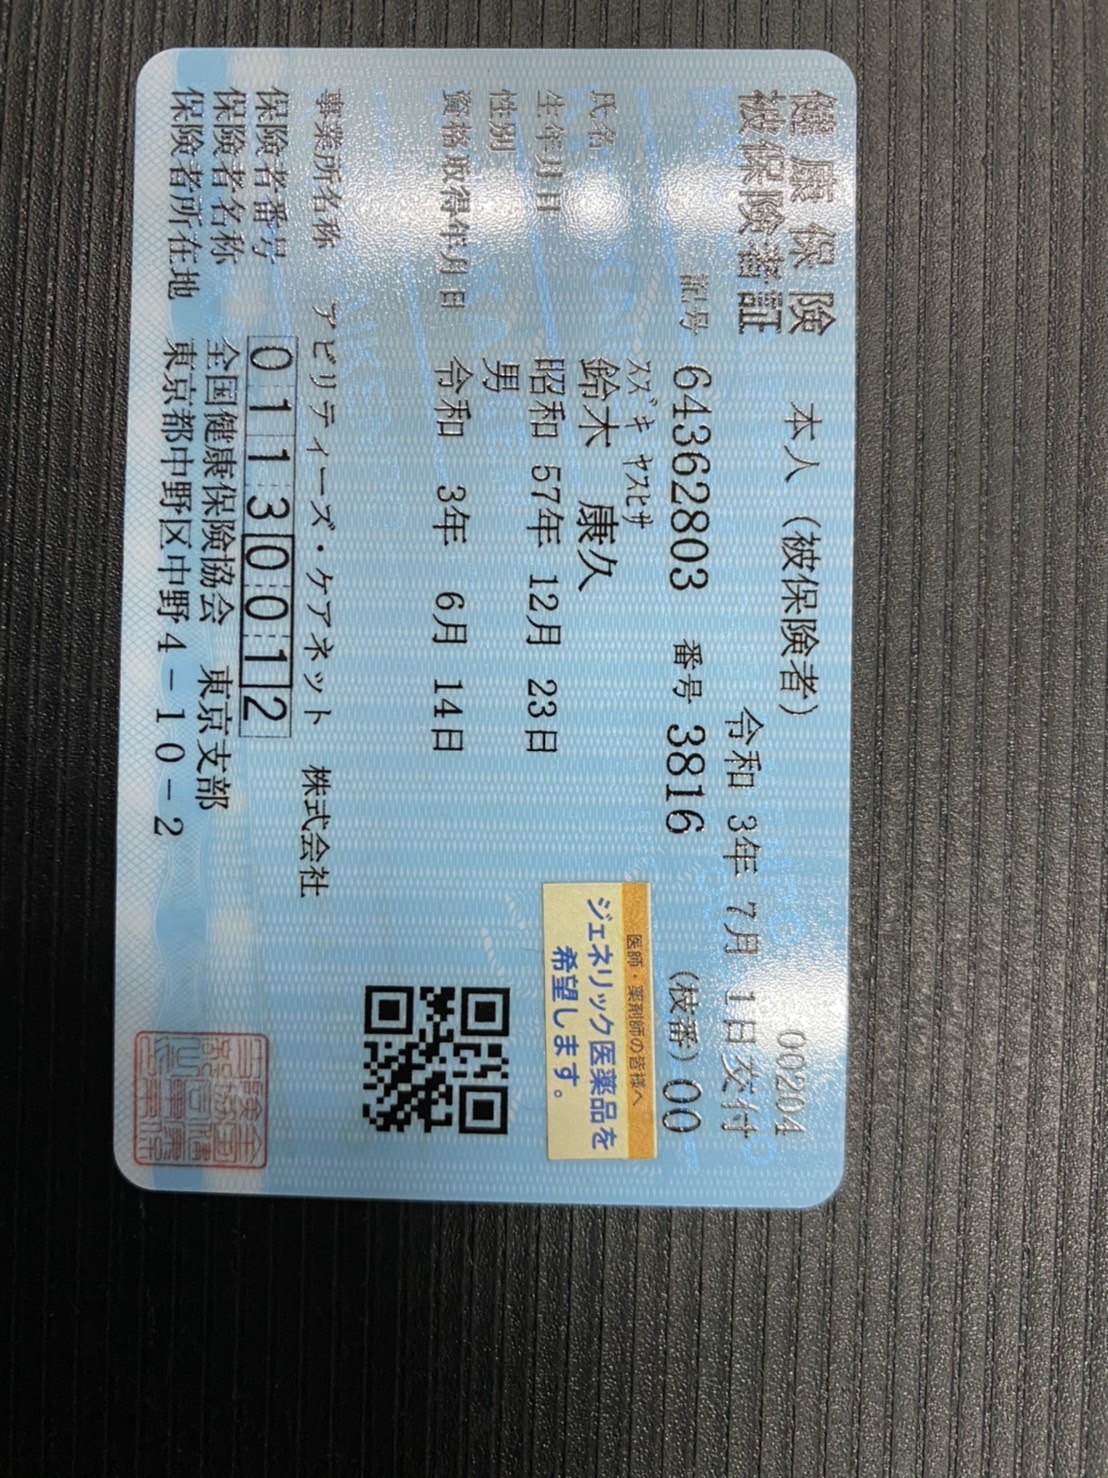 健康保険
被保険者証
本人（被保険者）
00204
令和 3年 7月 1日交付
記号 64362803 番号 3816 （枝番）00
ｽｽﾞｷ ﾔｽﾋｻ
氏名 鈴木 康久
生年月日 昭和 57年 12月 23日
性別 男
資格取得年月日 令和 3年 6月 14日
医師・薬剤師の皆様へ
ジェネリック医薬品を
希望します。
事業所名称 アビリティーズ・ケアネット 株式会社
保険者番号 01130012
保険者名称 全国健康保険協会 東京支部
保険者所在地 東京都中野区中野4－10－2